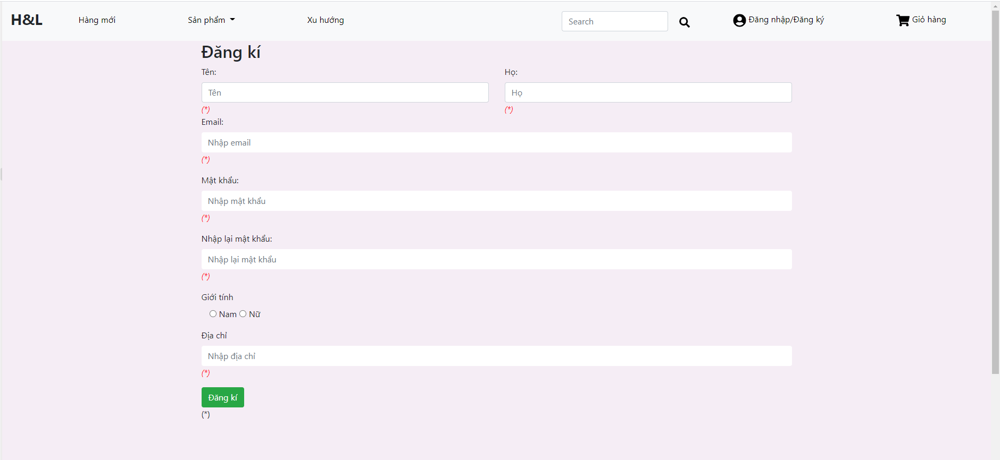 H&L Hàng mới Sản phẩm Xu hướng Search Đăng nhập/Đăng ký Giỏ hàng
Đăng kí
Tên: Họ:
Tên Họ
(*) (*)
Email:
Nhập email
(*)
Mật khẩu:
Nhập mật khẩu
(*)
Nhập lại mật khẩu:
Nhập lại mật khẩu
(*)
Giới tính
Nam Nữ
Địa chỉ
Nhập địa chỉ
(*)
Đăng kí
(*)